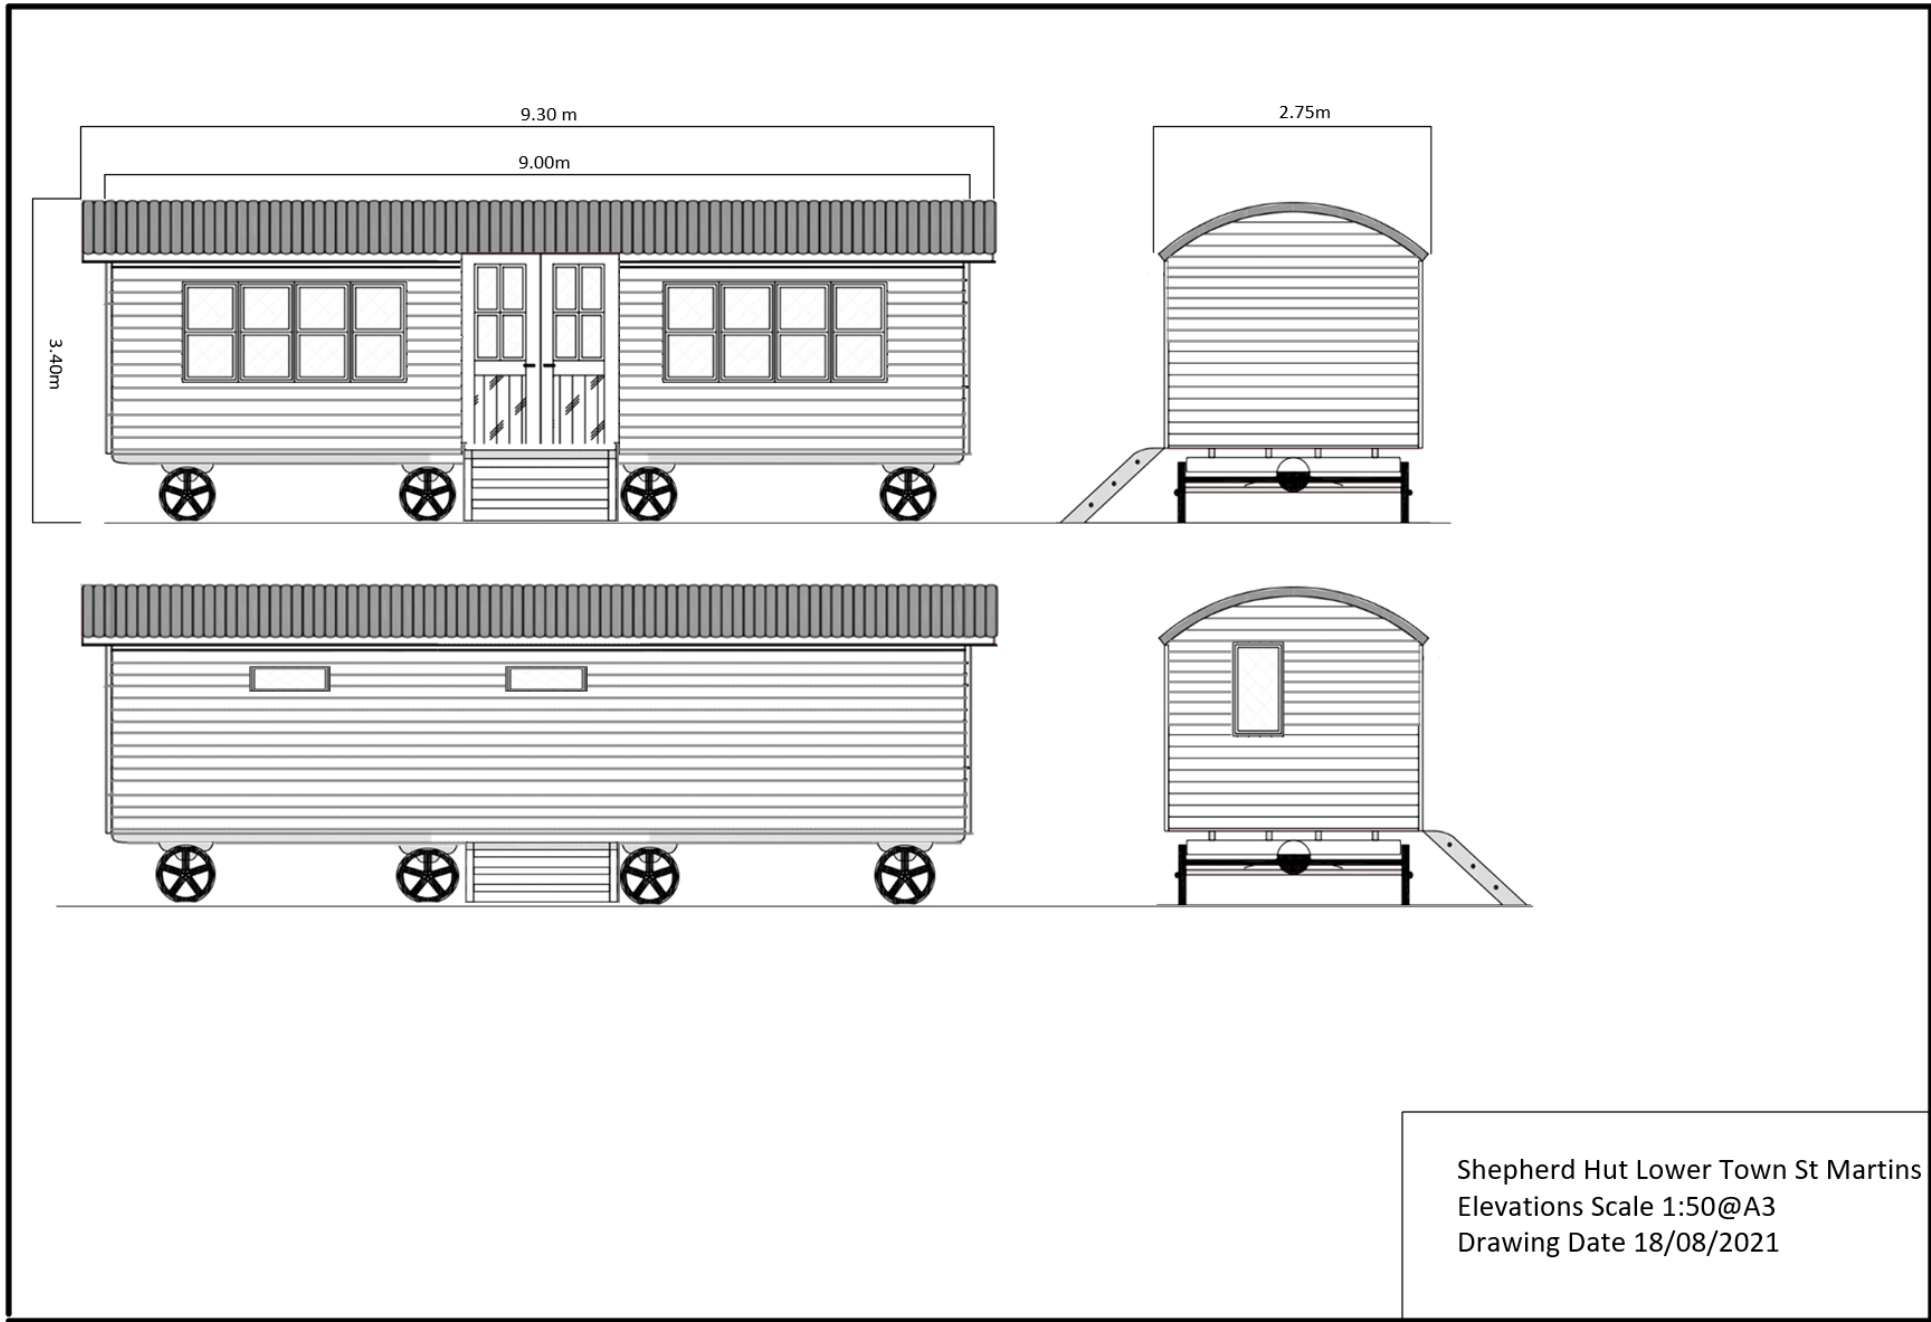 9.30 m
2.75m
9.00m
3.40m
Shepherd Hut Lower Town St Martins
Elevations Scale 1:50@A3
Drawing Date 18/08/2021